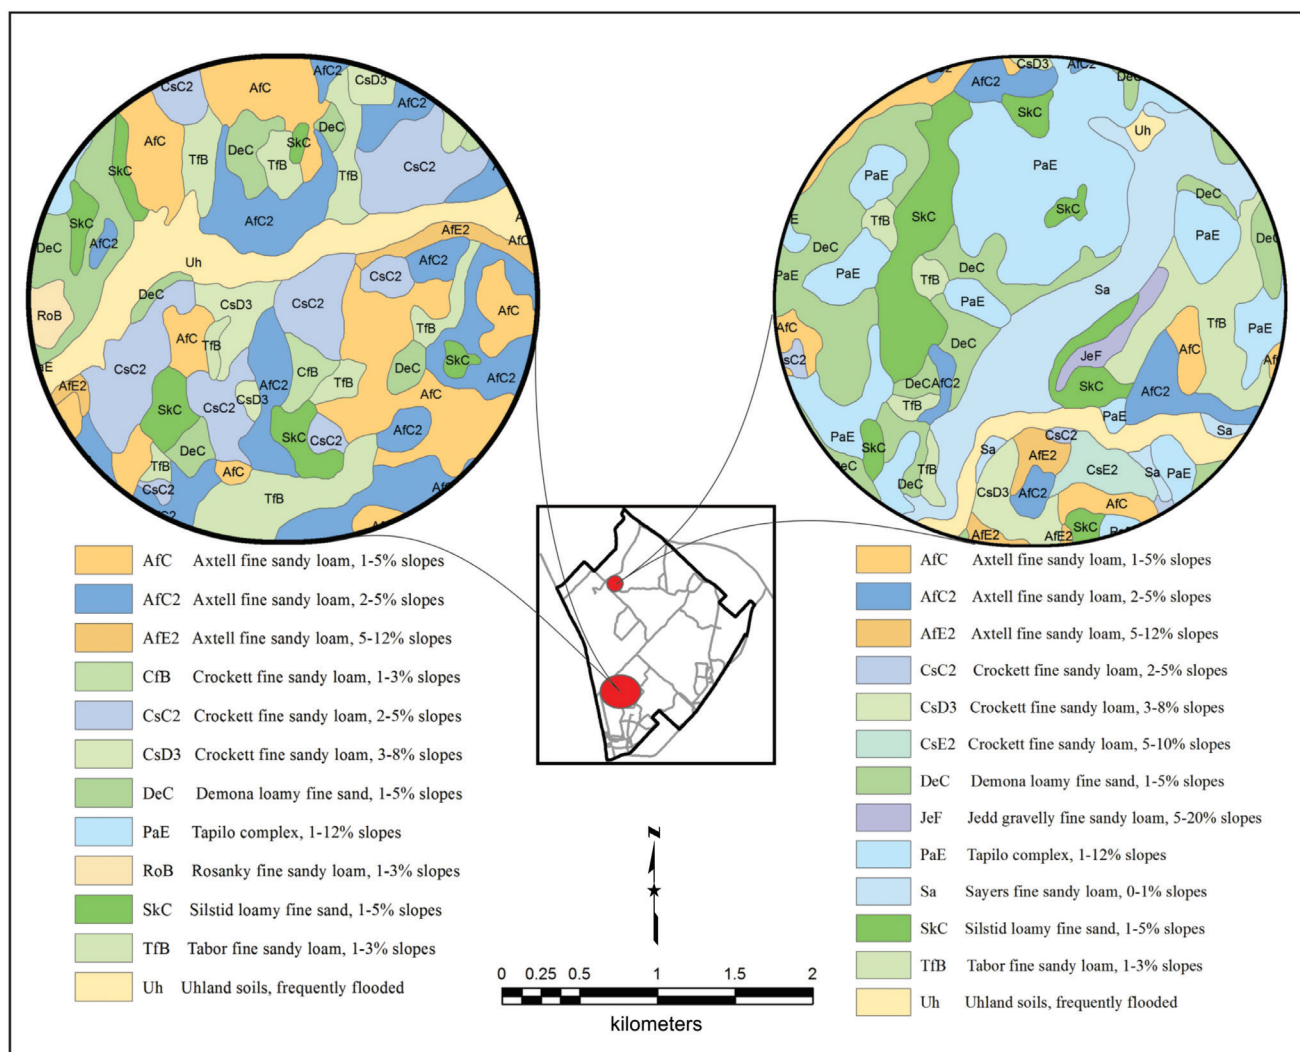 AfC2
CsD3
CsC2
AfC
AfC2
DeC
SkC
AfC
SkC
DeC
TfB
TfB
CsC2
TfB
SkC
AfC2
AfE2
DeC
AfC2
AfC
Uh
CsC2
AfC2
DeC
RoB
CsD3
CsC2
AfC
AfC
TfB
TfB
CsC2
SkC
AfE2
AfC2
CfB
TfB
DeC
AfC2
SkC
CsC2
CsD3
AfC
SkC
CsC2
AfC2
DeC
TfB
AfC
CsC2
TfB
CsD3
AfC2
SkC
Uh
PaE
PaE
DeC
SkC
TfB
SkC
PaE
DeC
DeC
PaE
TfB
DeC
PaE
Sa
AfC
DeC
TfB
AfC
PaE
JeF
DeC
AfC2
SkC
AfC2
TfB
PaE
PaE
SkC
Sa
CsC2
Sa
AfE2
DeC
TfB
CsE2
Sa
PaE
DeC
CsD3
AfC2
AfC
SkC
AfE2
AfE2
AfC Axtell fine sandy loam, 1-5% slopes
AfC2 Axtell fine sandy loam, 2-5% slopes
AfE2 Axtell fine sandy loam, 5-12% slopes
CfB Crockett fine sandy loam, 1-3% slopes
CsC2 Crockett fine sandy loam, 2-5% slopes
CsD3 Crockett fine sandy loam, 3-8% slopes
DeC Demona loamy fine sand, 1-5% slopes
PaE Tapilo complex, 1-12% slopes
RoB Rosanky fine sandy loam, 1-3% slopes
SkC Silstid loamy fine sand, 1-5% slopes
TfB Tabor fine sandy loam, 1-3% slopes
Uh Uhland soils, frequently flooded
AfC Axtell fine sandy loam, 1-5% slopes
AfC2 Axtell fine sandy loam, 2-5% slopes
AfE2 Axtell fine sandy loam, 5-12% slopes
CsC2 Crockett fine sandy loam, 2-5% slopes
CsD3 Crockett fine sandy loam, 3-8% slopes
CsE2 Crockett fine sandy loam, 5-10% slopes
DeC Demona loamy fine sand, 1-5% slopes
JeF Jedd gravelly fine sandy loam, 5-20% slopes
PaE Tapilo complex, 1-12% slopes
Sa Sayers fine sandy loam, 0-1% slopes
SkC Silstid loamy fine sand, 1-5% slopes
TfB Tabor fine sandy loam, 1-3% slopes
Uh Uhland soils, frequently flooded
N
0 0.25 0.5 1 1.5 2
kilometers